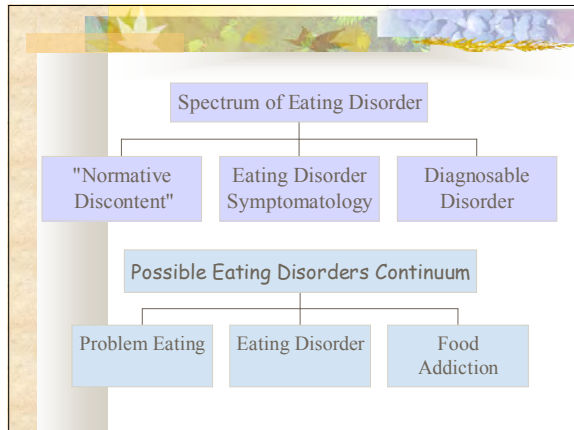 Spectrum of Eating Disorder
"Normative
Discontent"
Eating Disorder
Symptomatology
Diagnosable
Disorder
Possible Eating Disorders Continuum
Problem Eating
Eating Disorder
Food
Addiction